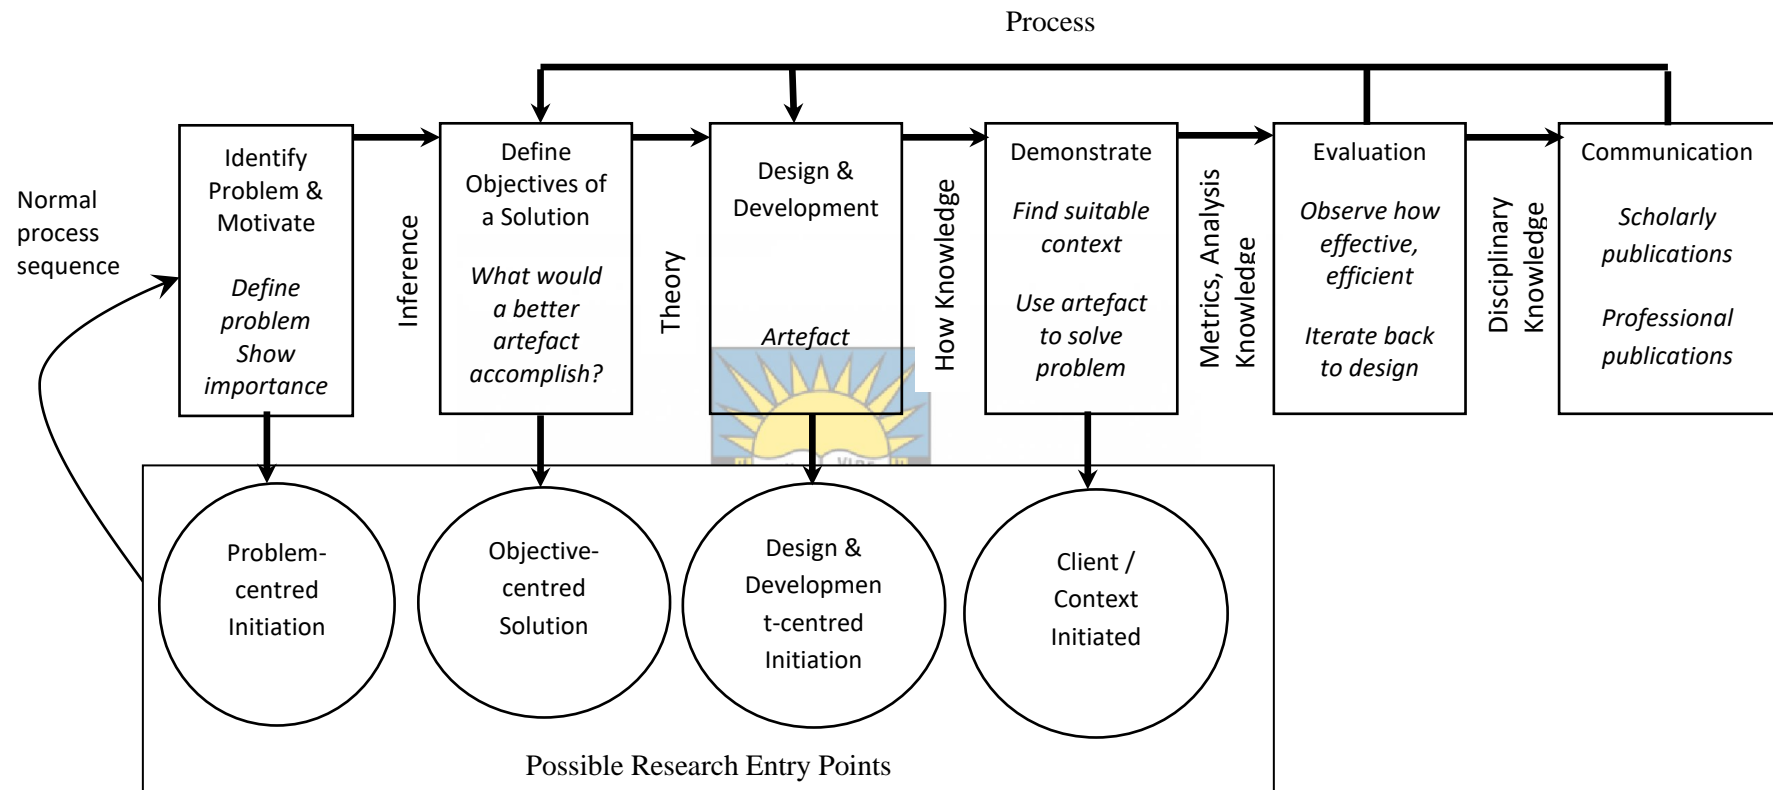 Process
Normal
process
sequence
Identify
Problem &
Motivate
Define
problem
Show
importance
Inference
Define
Objectives of
a Solution
What would
a better
artefact
accomplish?
Theory
Design &
Development
Artefact
How Knowledge
Demonstrate
Find suitable
context
Use artefact
to solve
problem
Metrics, Analysis
Knowledge
Evaluation
Observe how
effective,
efficient
Iterate back
to design
Disciplinary
Knowledge
Communication
Scholarly
publications
Professional
publications
Problem-
centred
Initiation
Objective-
centred
Solution
Design &
Developmen
t-centred
Initiation
Client /
Context
Initiated
Possible Research Entry Points